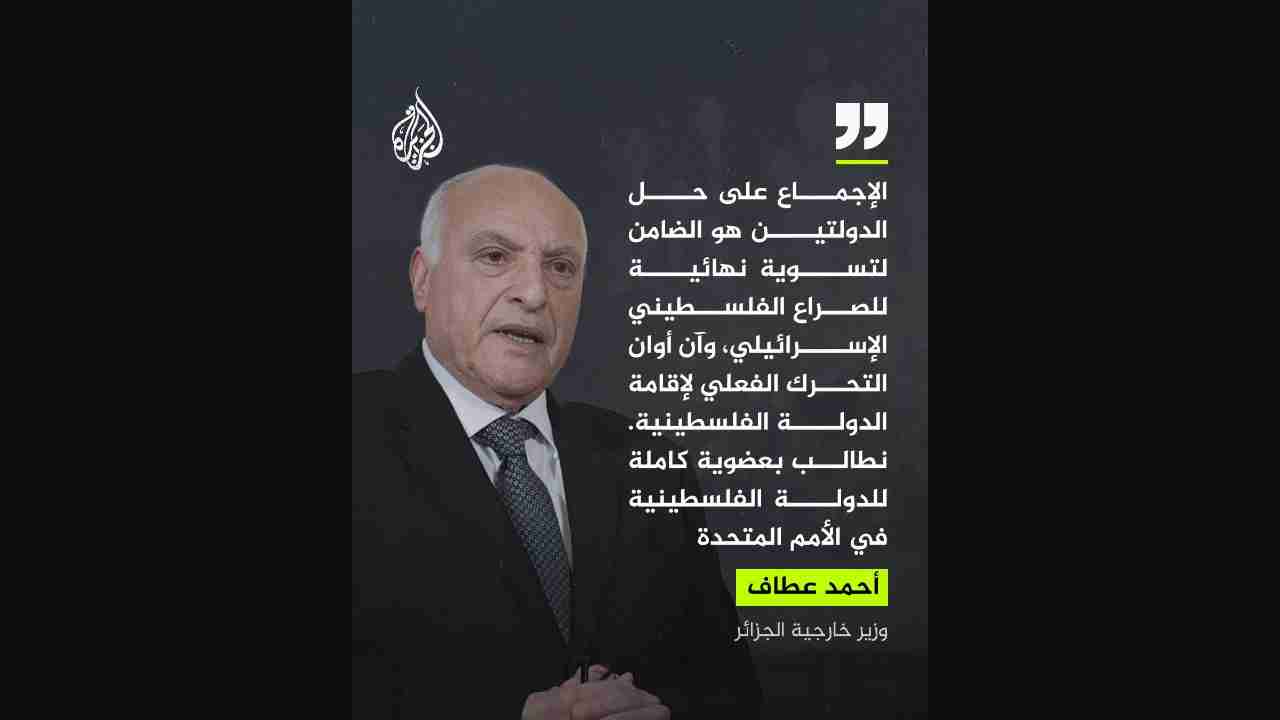 الجزيرة
الإجماع على حل
الدولتين هو الضامن
لتسوية نهائية
للصراع الفلسطيني
الإسرائيلي، وآن أوان
التحرك الفعلي لإقامة
الدولة الفلسطينية.
نطالب بعضوية كاملة
للدولة الفلسطينية
في الأمم المتحدة
أحمد عطاف
وزير خارجية الجزائر